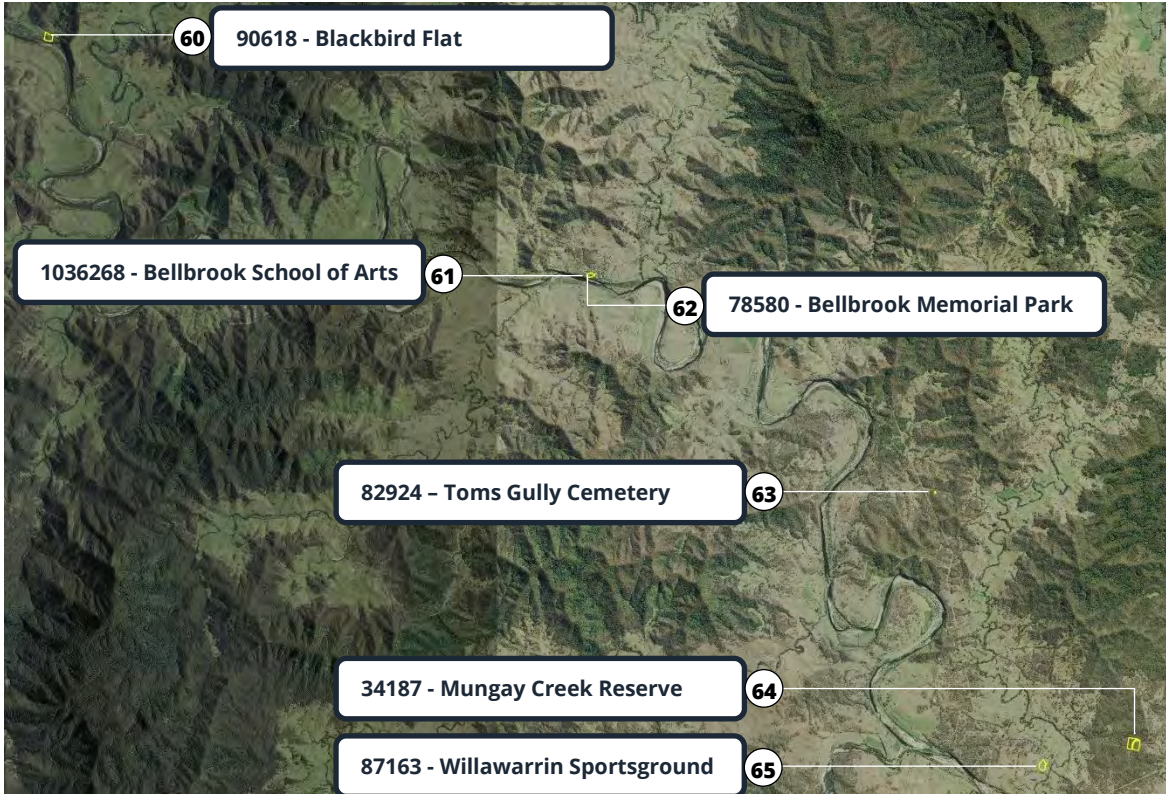 60 90618 - Blackbird Flat
1036268 - Bellbrook School of Arts 61
62 78580 - Bellbrook Memorial Park
82924 – Toms Gully Cemetery 63
34187 - Mungay Creek Reserve 64
87163 - Willawarrin Sportsground 65